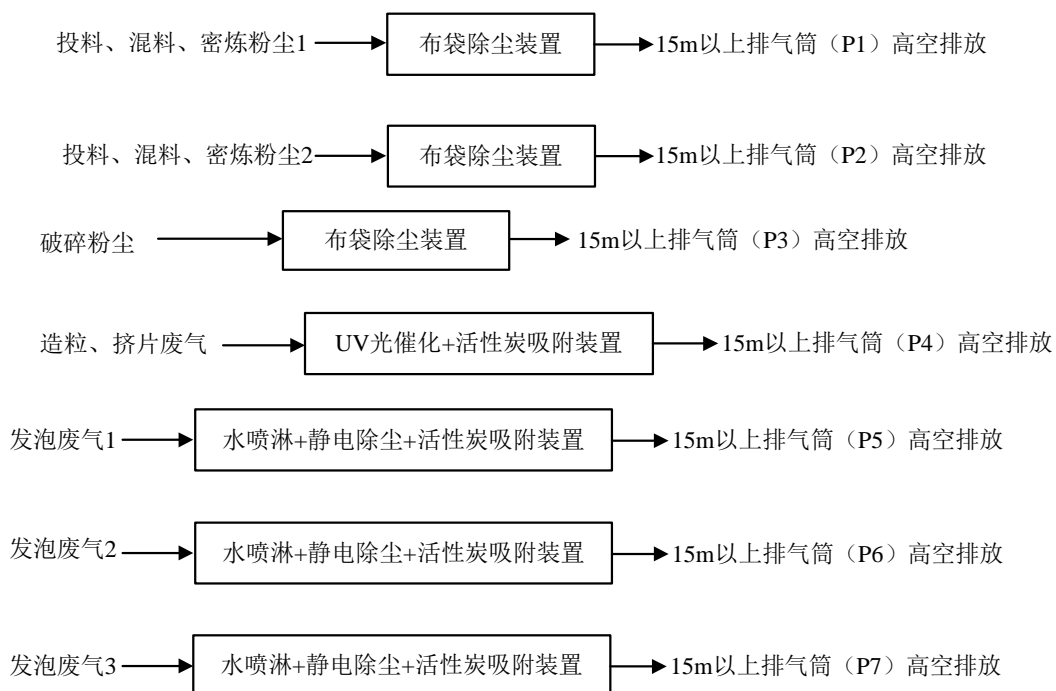 投料、混料、密炼粉尘1 布袋除尘装置 15m以上排气筒（P1）高空排放
投料、混料、密炼粉尘2 布袋除尘装置 15m以上排气筒（P2）高空排放
破碎粉尘 布袋除尘装置 15m以上排气筒（P3）高空排放
造粒、挤片废气 UV光催化+活性炭吸附装置 15m以上排气筒（P4）高空排放
发泡废气1 水喷淋+静电除尘+活性炭吸附装置 15m以上排气筒（P5）高空排放
发泡废气2 水喷淋+静电除尘+活性炭吸附装置 15m以上排气筒（P6）高空排放
发泡废气3 水喷淋+静电除尘+活性炭吸附装置 15m以上排气筒（P7）高空排放